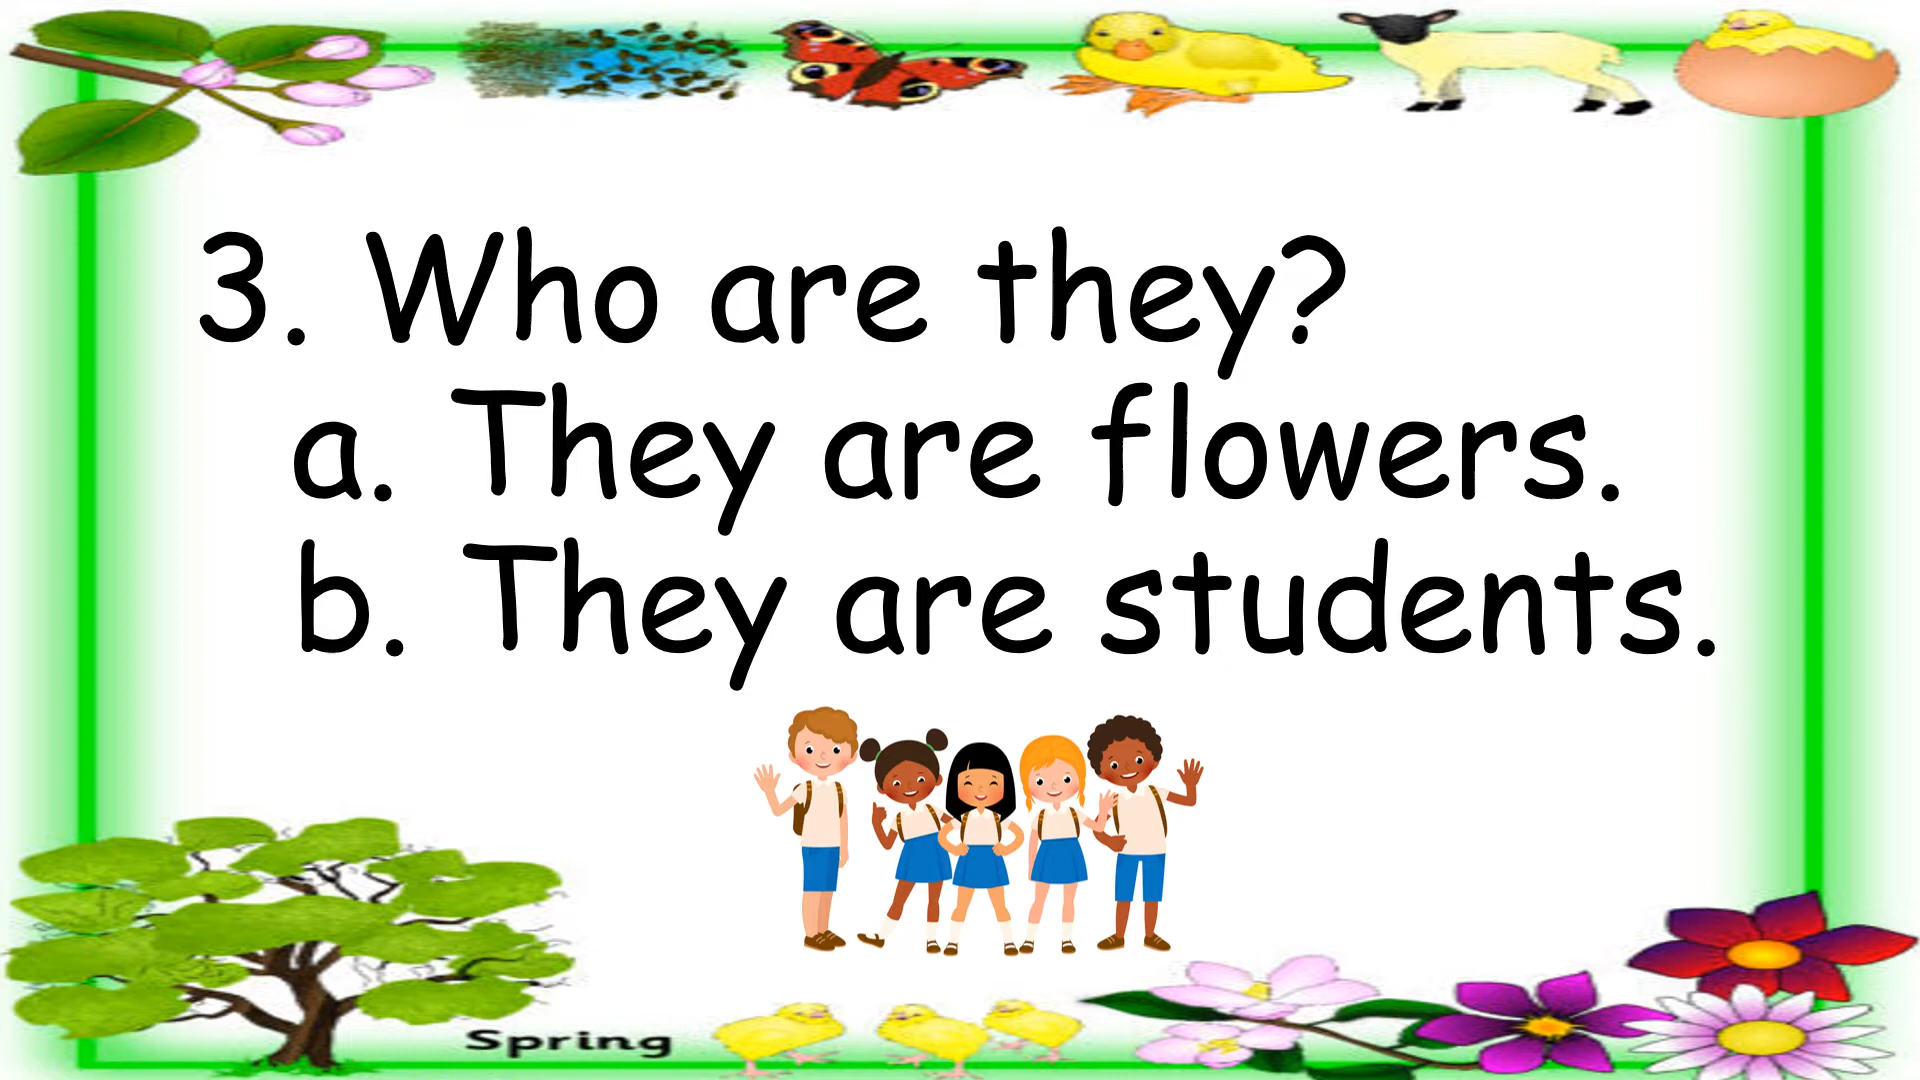 3. Who are they?
a. They are flowers.
b. They are students.
Spring